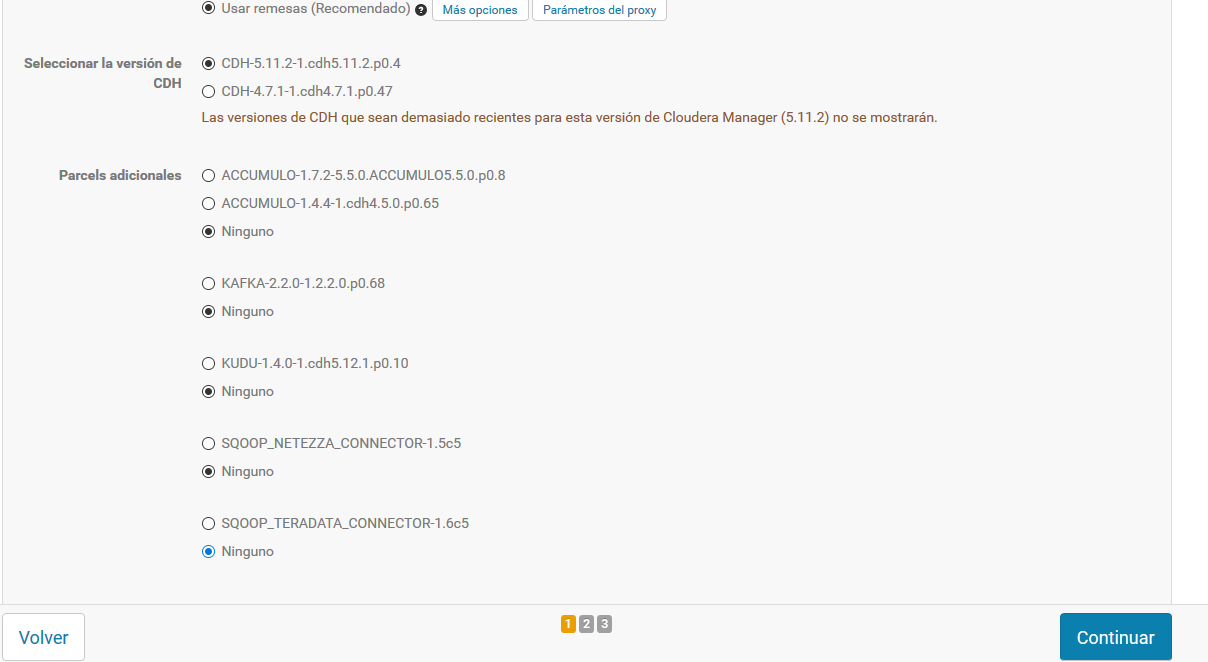 Usar remesas (Recomendado) ? Más opciones Parámetros del proxy
Seleccionar la versión de
CDH
CDH-5.11.2-1.cdh5.11.2.p0.4
CDH-4.7.1-1.cdh4.7.1.p0.47
Las versiones de CDH que sean demasiado recientes para esta versión de Cloudera Manager (5.11.2) no se mostrarán.
Parcels adicionales
ACCUMULO-1.7.2-5.5.0.ACCUMULO5.5.0.p0.8
ACCUMULO-1.4.4-1.cdh4.5.0.p0.65
Ninguno
KAFKA-2.2.0-1.2.2.0.p0.68
Ninguno
KUDU-1.4.0-1.cdh5.12.1.p0.10
Ninguno
SQOOP_NETEZZA_CONNECTOR-1.5c5
Ninguno
SQOOP_TERADATA_CONNECTOR-1.6c5
Ninguno
Volver
1 2 3
Continuar